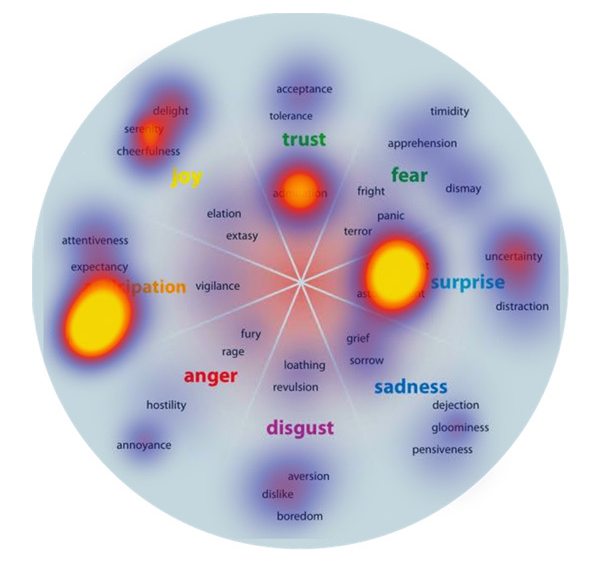 delight
serenity
cheerfulness
joy
acceptance
tolerance
trust
admiration
timidity
apprehension
fear
dismay
fright
panic
terror
elation
extasy
attentiveness
expectancy
vigilance
uncertainty
surprise
distraction
fury
rage
anger
hostility
annoyance
grief
sorrow
sadness
dejection
gloominess
pensiveness
loathing
revulsion
disgust
aversion
dislike
boredom